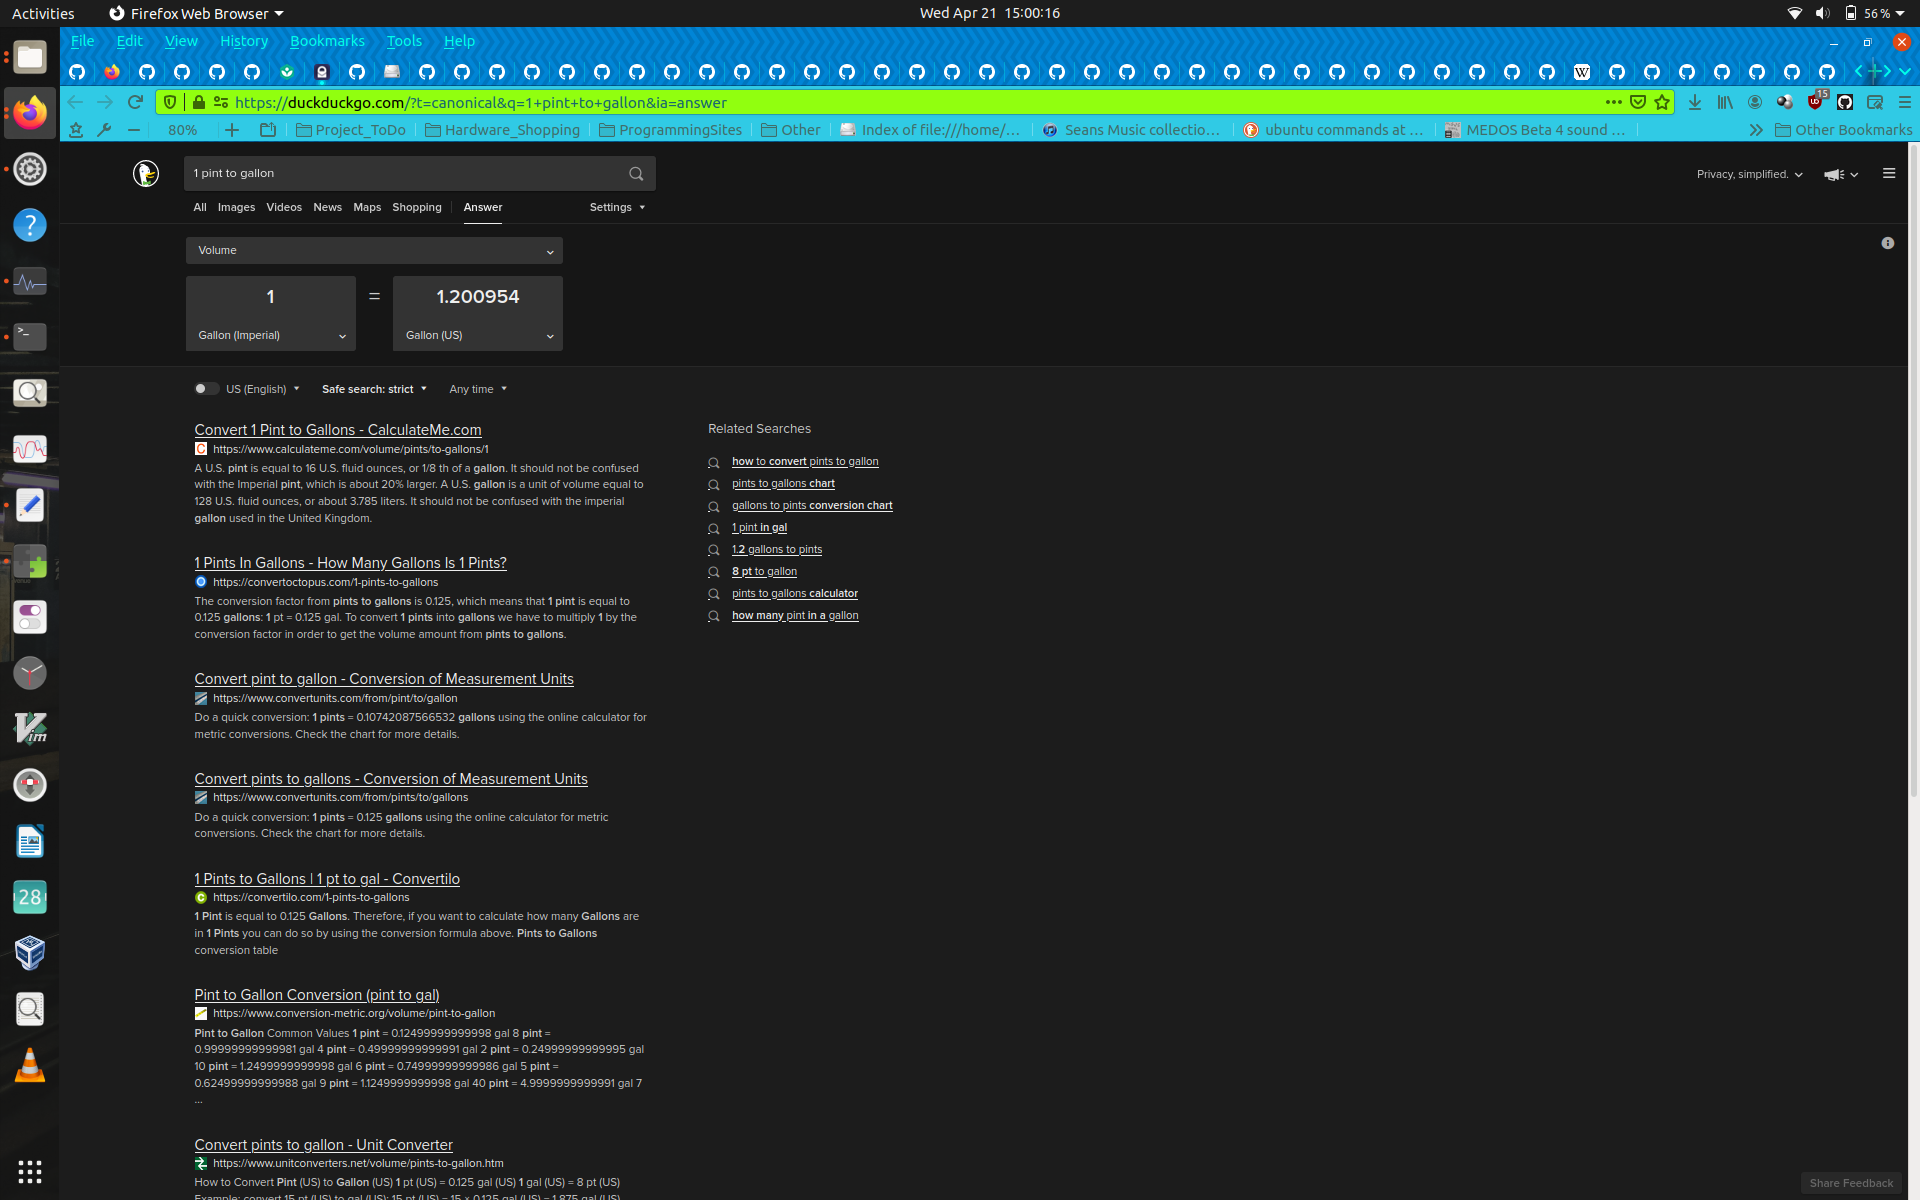 Activities
Firefox Web Browser
Wed Apr 21 15:00:16
56 %
File Edit View History Bookmarks Tools Help
W
https://duckduckgo.com/?t=canonical&q=1+pint+to+gallon&ia=answer
15
80%
Project_ToDo
Hardware_Shopping
ProgrammingSites
Other
Index of file:///home/...
Seans Music collectio...
ubuntu commands at ...
MEDOS Beta 4 sound ...
Other Bookmarks
1 pint to gallon
Privacy, simplified.
All Images Videos News Maps Shopping Answer Settings
Volume
1 = 1.200954
Gallon (Imperial) Gallon (US)
US (English) Safe search: strict Any time
Convert 1 Pint to Gallons - CalculateMe.com
https://www.calculateme.com/volume/pints/to-gallons/1
A U.S. pint is equal to 16 U.S. fluid ounces, or 1/8 th of a gallon. It should not be confused
with the Imperial pint, which is about 20% larger. A U.S. gallon is a unit of volume equal to
128 U.S. fluid ounces, or about 3.785 liters. It should not be confused with the imperial
gallon used in the United Kingdom.
1 Pints In Gallons - How Many Gallons Is 1 Pints?
https://convertoctopus.com/1-pints-to-gallons
The conversion factor from pints to gallons is 0.125, which means that 1 pint is equal to
0.125 gallons: 1 pt = 0.125 gal. To convert 1 pints into gallons we have to multiply 1 by the
conversion factor in order to get the volume amount from pints to gallons.
Convert pint to gallon - Conversion of Measurement Units
https://www.convertunits.com/from/pint/to/gallon
Do a quick conversion: 1 pints = 0.10742087566532 gallons using the online calculator for
metric conversions. Check the chart for more details.
Convert pints to gallons - Conversion of Measurement Units
https://www.convertunits.com/from/pints/to/gallons
Do a quick conversion: 1 pints = 0.125 gallons using the online calculator for metric
conversions. Check the chart for more details.
1 Pints to Gallons | 1 pt to gal - Convertilo
https://convertilo.com/1-pints-to-gallons
1 Pint is equal to 0.125 Gallons. Therefore, if you want to calculate how many Gallons are
in 1 Pints you can do so by using the conversion formula above. Pints to Gallons
conversion table
Pint to Gallon Conversion (pint to gal)
https://www.conversion-metric.org/volume/pint-to-gallon
Pint to Gallon Common Values 1 pint = 0.12499999999998 gal 8 pint =
0.99999999999981 gal 4 pint = 0.49999999999991 gal 2 pint = 0.24999999999995 gal
10 pint = 1.2499999999998 gal 6 pint = 0.74999999999986 gal 5 pint =
0.62499999999988 gal 9 pint = 1.1249999999998 gal 40 pint = 4.9999999999991 gal 7
...
Convert pints to gallon - Unit Converter
https://www.unitconverters.net/volume/pints-to-gallon.htm
How to Convert Pint (US) to Gallon (US) 1 pt (US) = 0.125 gal (US) 1 gal (US) = 8 pt (US)
Example: convert 15 pt (US) to gal (US): 15 pt (US) = 15 × 0.125 gal (US) = 1.875 gal (US)
Related Searches
how to convert pints to gallon
pints to gallons chart
gallons to pints conversion chart
1 pint in gal
1.2 gallons to pints
8 pt to gallon
pints to gallons calculator
how many pint in a gallon
28
Share Feedback